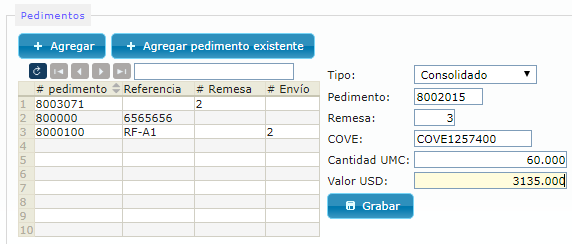 Pedimentos
+ Agregar
+ Agregar pedimento existente
# pedimento Referencia # Remesa # Envío
1 8003071 2
2 800000 6565656
3 8000100 RF-A1 2
4
5
6
7
8
9
10
Tipo: Consolidado
Pedimento: 8002015
Remesa: 3
COVE: COVE1257400
Cantidad UMC: 60.000
Valor USD: 3135.000
Grabar